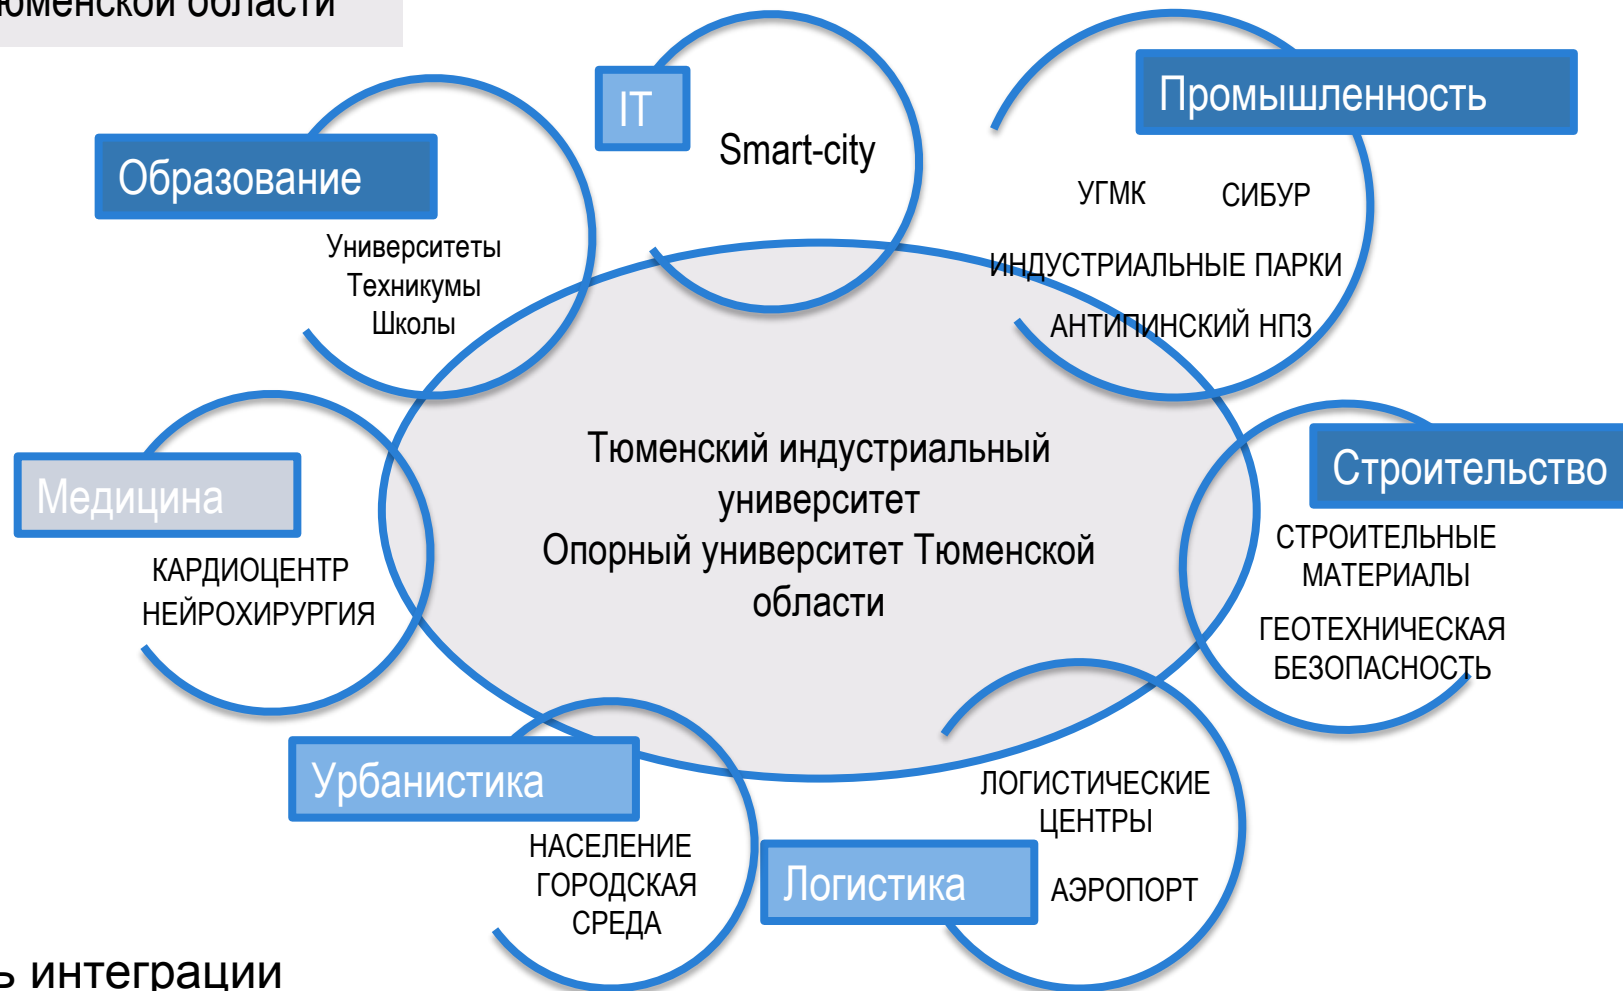 юменской области
IT
Smart-city
Промышленность
УГМК СИБУР
ИНДУСТРИАЛЬНЫЕ ПАРКИ
АНТИПИНСКИЙ НПЗ
Образование
Университеты
Техникумы
Школы
Тюменский индустриальный
университет
Опорный университет Тюменской
области
Строительство
СТРОИТЕЛЬНЫЕ
МАТЕРИАЛЫ
ГЕОТЕХНИЧЕСКАЯ
БЕЗОПАСНОСТЬ
Медицина
КАРДИОЦЕНТР
НЕЙРОХИРУРГИЯ
Урбанистика
НАСЕЛЕНИЕ
ГОРОДСКАЯ
СРЕДА
ЛОГИСТИЧЕСКИЕ
ЦЕНТРЫ
Логистика
АЭРОПОРТ
ь интеграции